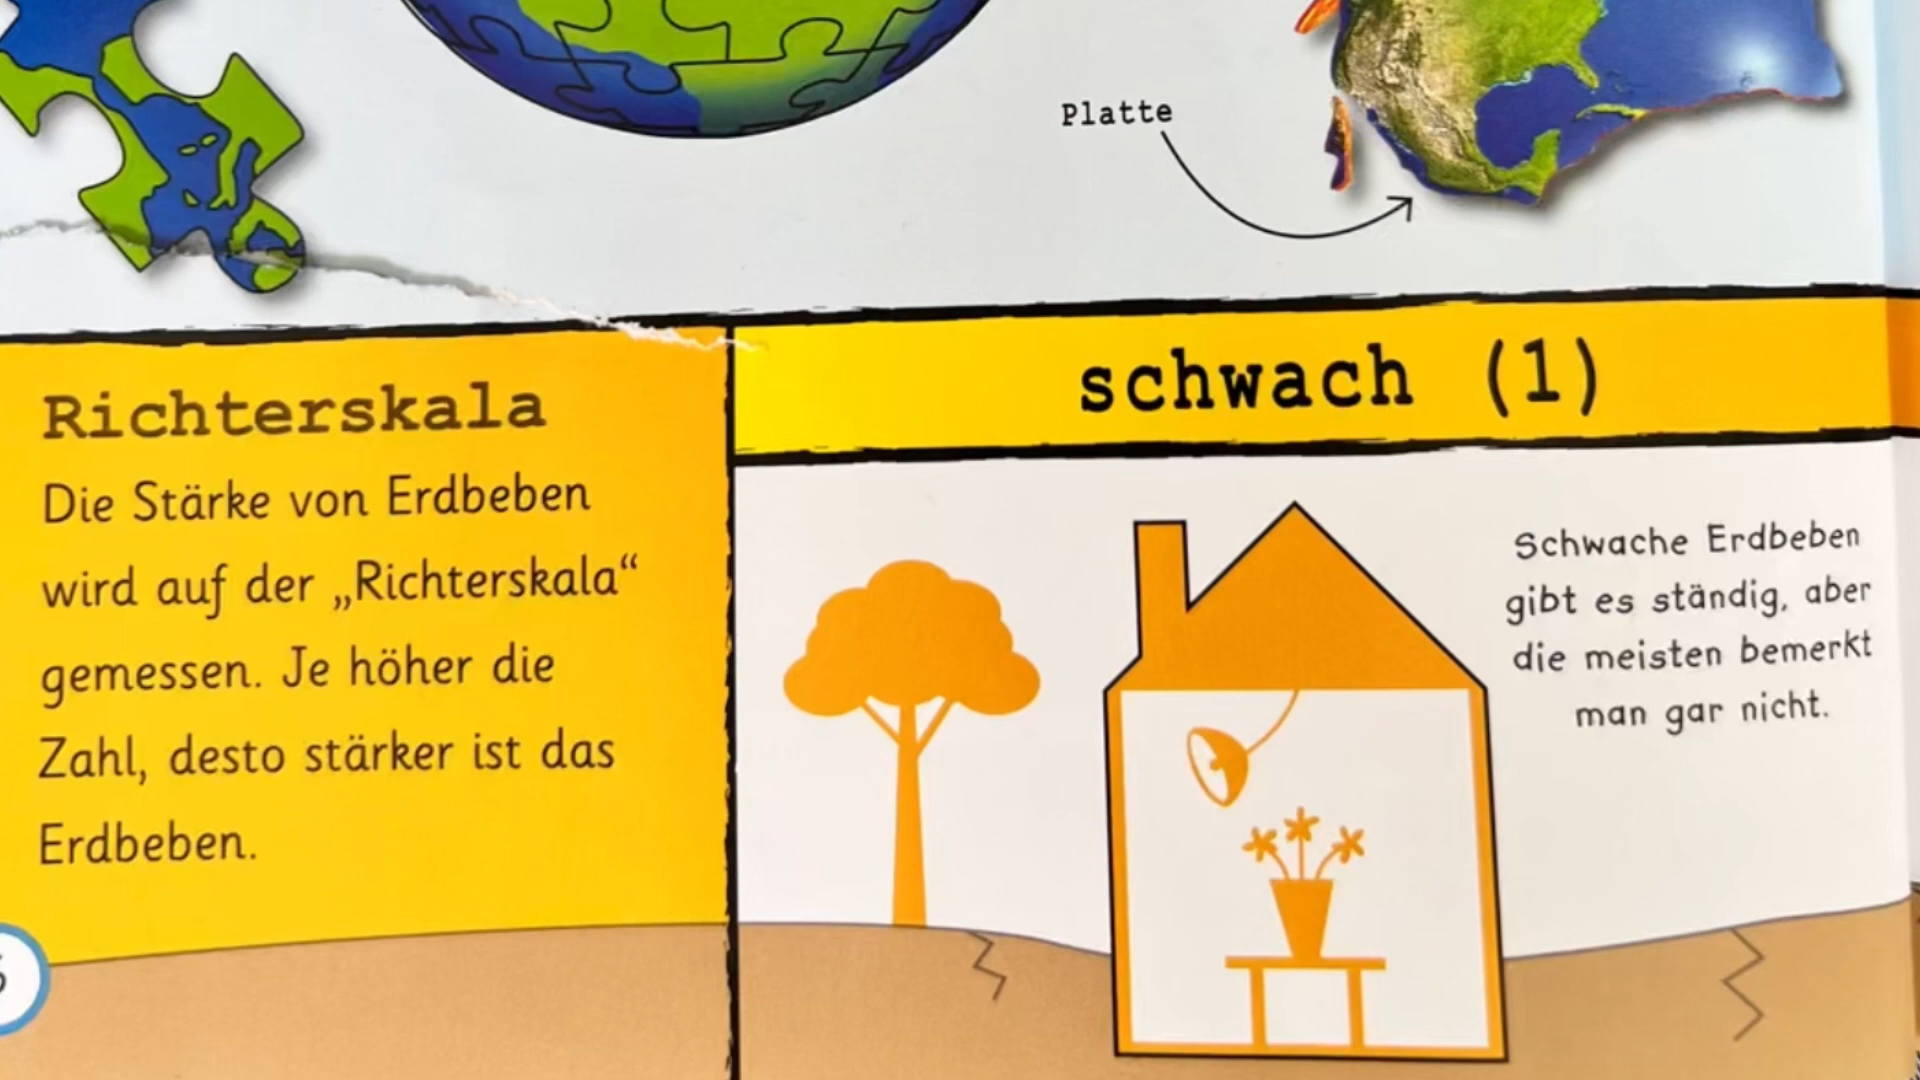 Platte
Richterskala
Die Stärke von Erdbeben
wird auf der „Richterskala“
gemessen. Je höher die
Zahl, desto stärker ist das
Erdbeben.
schwach (1)
Schwache Erdbeben
gibt es ständig, aber
die meisten bemerkt
man gar nicht.